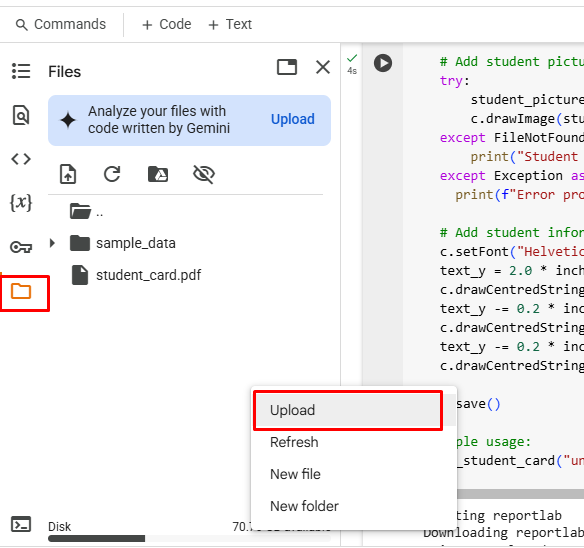 Commands + Code + Text
Files
Analyze your files with
code written by Gemini
Upload
..
sample_data
student_card.pdf
{x}
Disk
Upload
Refresh
New file
New folder
4s
# Add student pictu
try:
student_picture
c.drawImage(stu
except FileNotFound
print("Student
except Exception as
print(f"Error pro
# Add student infor
c.setFont("Helvetic
text_y = 2.0 * inch
c.drawCentredString
text_y -= 0.2 * inc
c.drawCentredString
text_y -= 0.2 * inc
c.drawCentredString
save()
ple usage:
_student_card("un
ting reportlab
Downloading reportlab